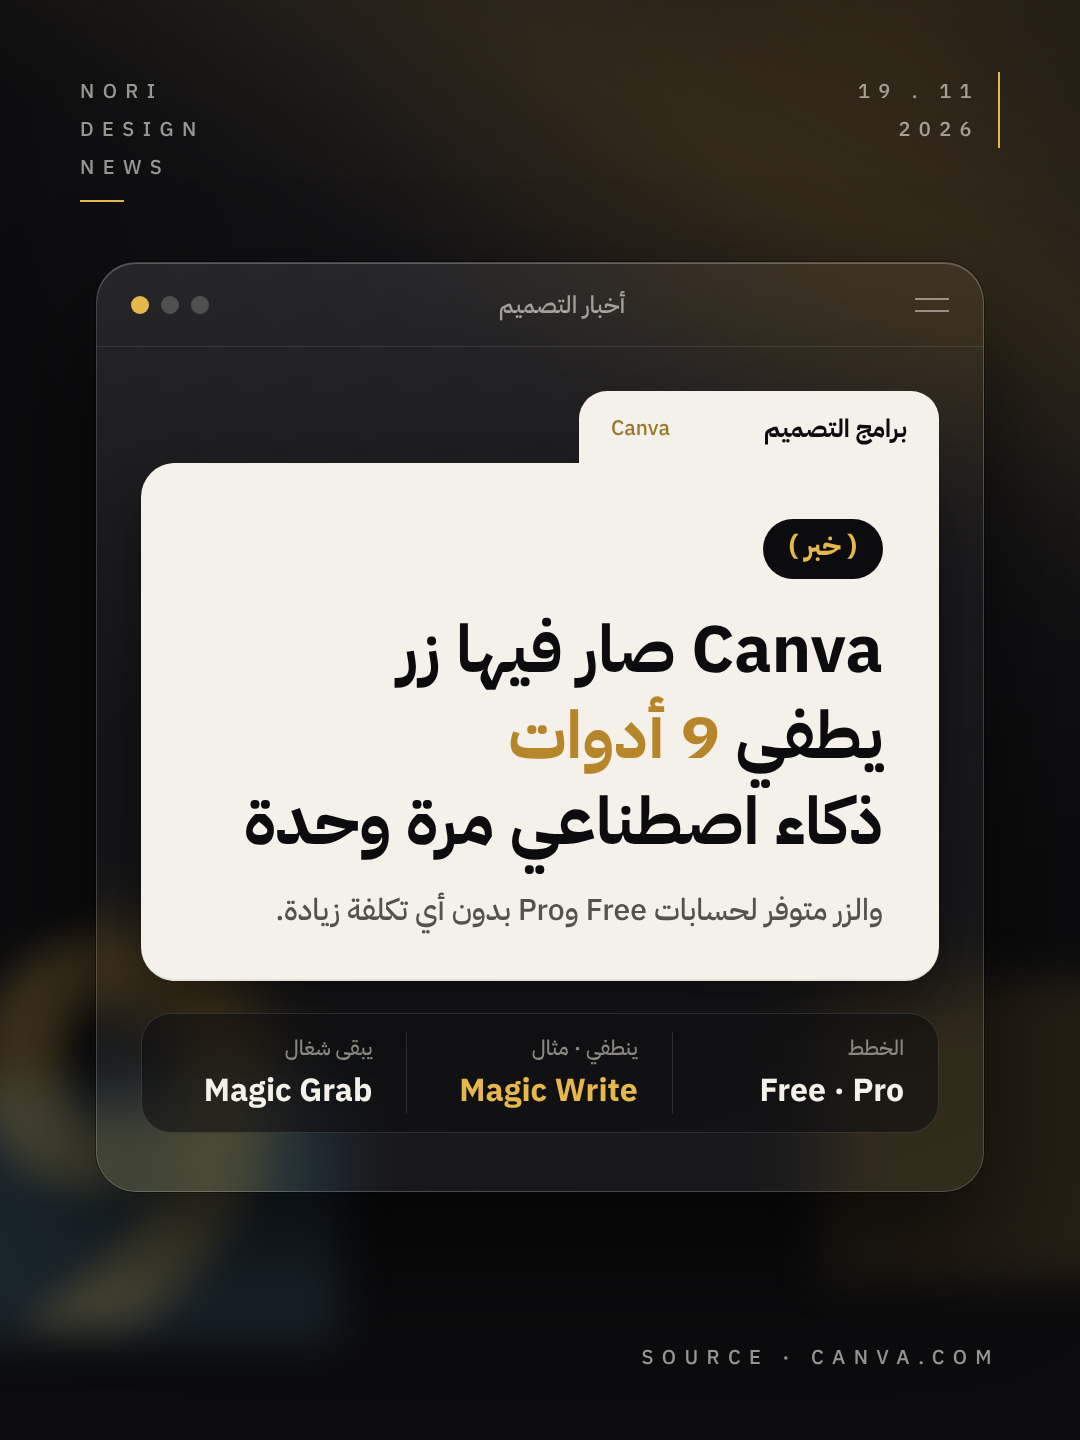 NORI
DESIGN
NEWS
19 . 11
2026
أخبار التصميم
برامج التصميم
Canva
( خبر )
Canva صار فيها زر
يطفي 9 أدوات
ذكاء اصطناعي مرة وحدة
والزر متوفر لحسابات Free وPro بدون أي تكلفة زيادة.
الخطط
Free · Pro
ينطفي · مثال
Magic Write
يبقى شغال
Magic Grab
SOURCE · CANVA.COM